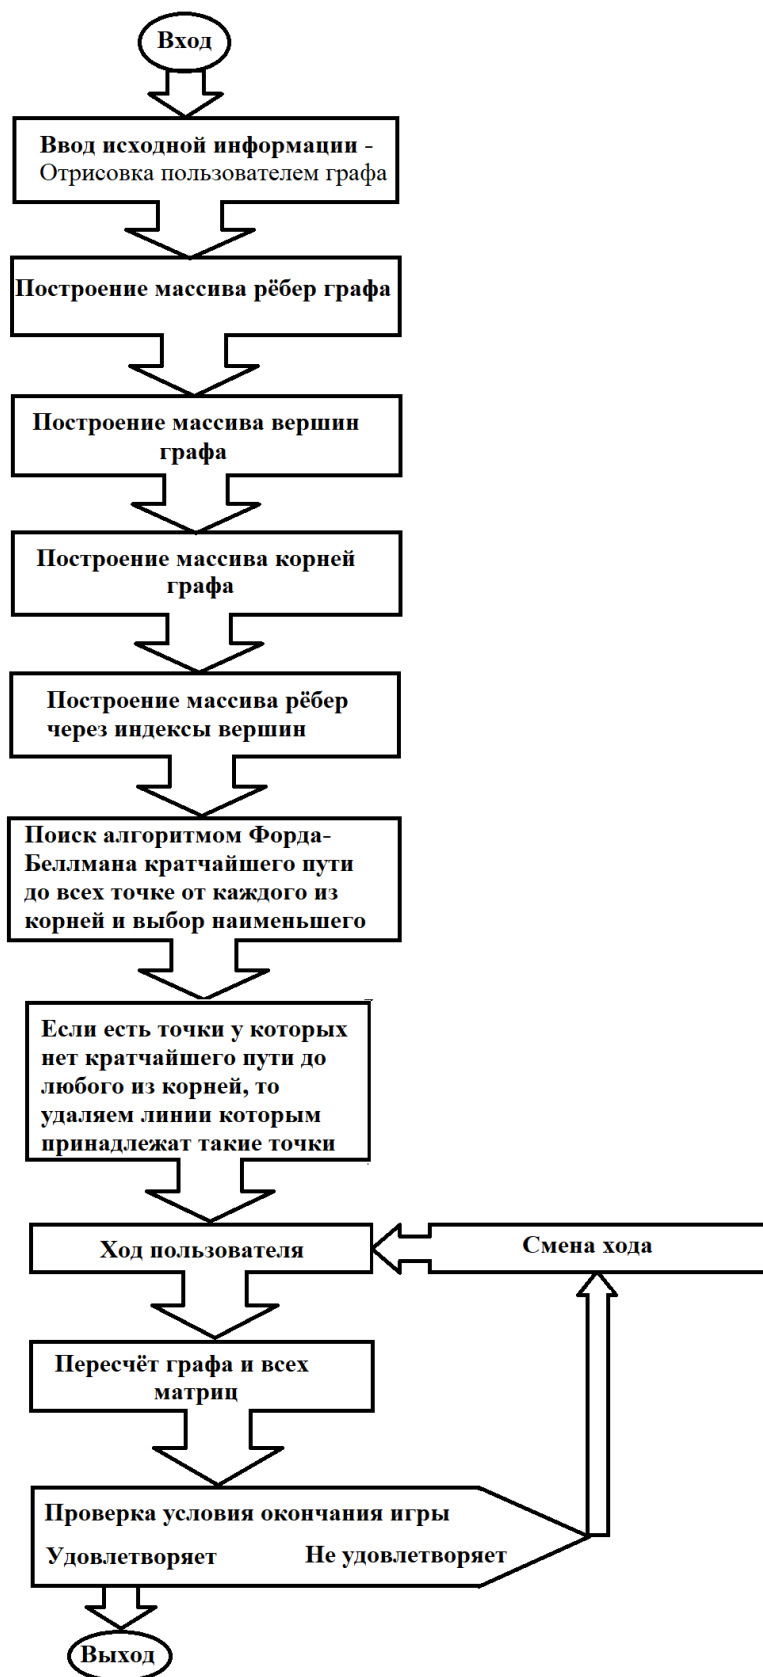 Вход
Ввод исходной информации -
Отрисовка пользователем графа
Построение массива рёбер графа
Построение массива вершин
графа
Построение массива корней
графа
Построение массива рёбер
через индексы вершин
Поиск алгоритмом Форда-
Беллмана кратчайшего пути
до всех точке от каждого из
корней и выбор наименьшего
Если есть точки у которых
нет кратчайшего пути до
любого из корней, то
удаляем линии которым
принадлежат такие точки
Ход пользователя
Смена хода
Пересчёт графа и всех
матриц
Проверка условия окончания игры
Удовлетворяет
Не удовлетворяет
Выход